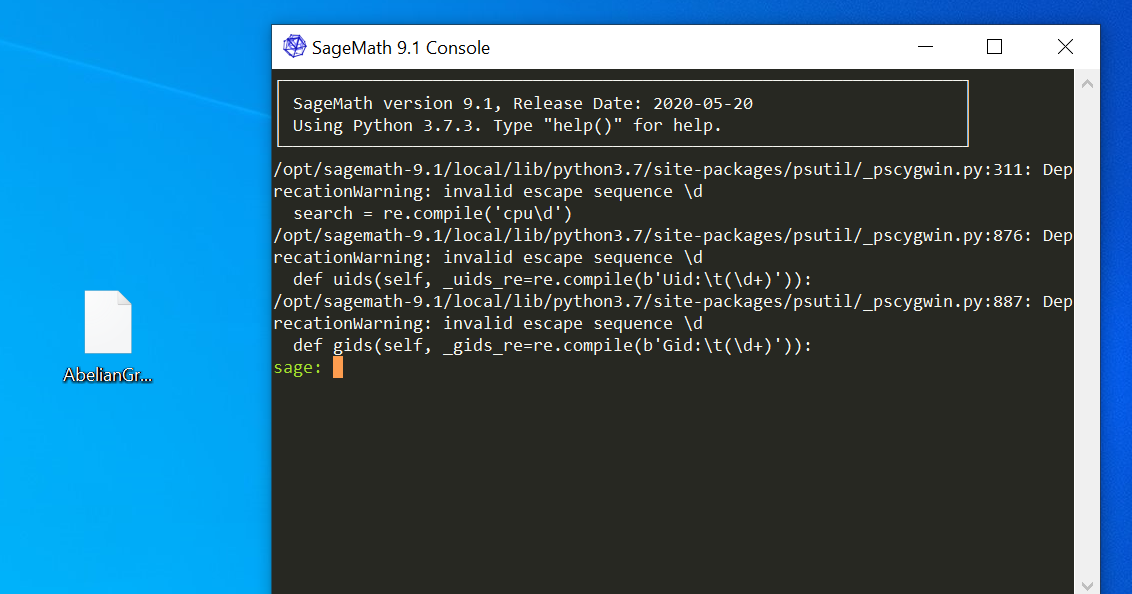 SageMath 9.1 Console
SageMath version 9.1, Release Date: 2020-05-20
Using Python 3.7.3. Type "help()" for help.
/opt/sagemath-9.1/local/lib/python3.7/site-packages/psutil/_pscygwin.py:311: Dep
recationWarning: invalid escape sequence \d
  search = re.compile('cpu\d')
/opt/sagemath-9.1/local/lib/python3.7/site-packages/psutil/_pscygwin.py:876: Dep
recationWarning: invalid escape sequence \d
  def uids(self, _uids_re=re.compile(b'Uid:\t(\d+)')):
/opt/sagemath-9.1/local/lib/python3.7/site-packages/psutil/_pscygwin.py:887: Dep
recationWarning: invalid escape sequence \d
  def gids(self, _gids_re=re.compile(b'Gid:\t(\d+)')):
sage:
AbelianGr...